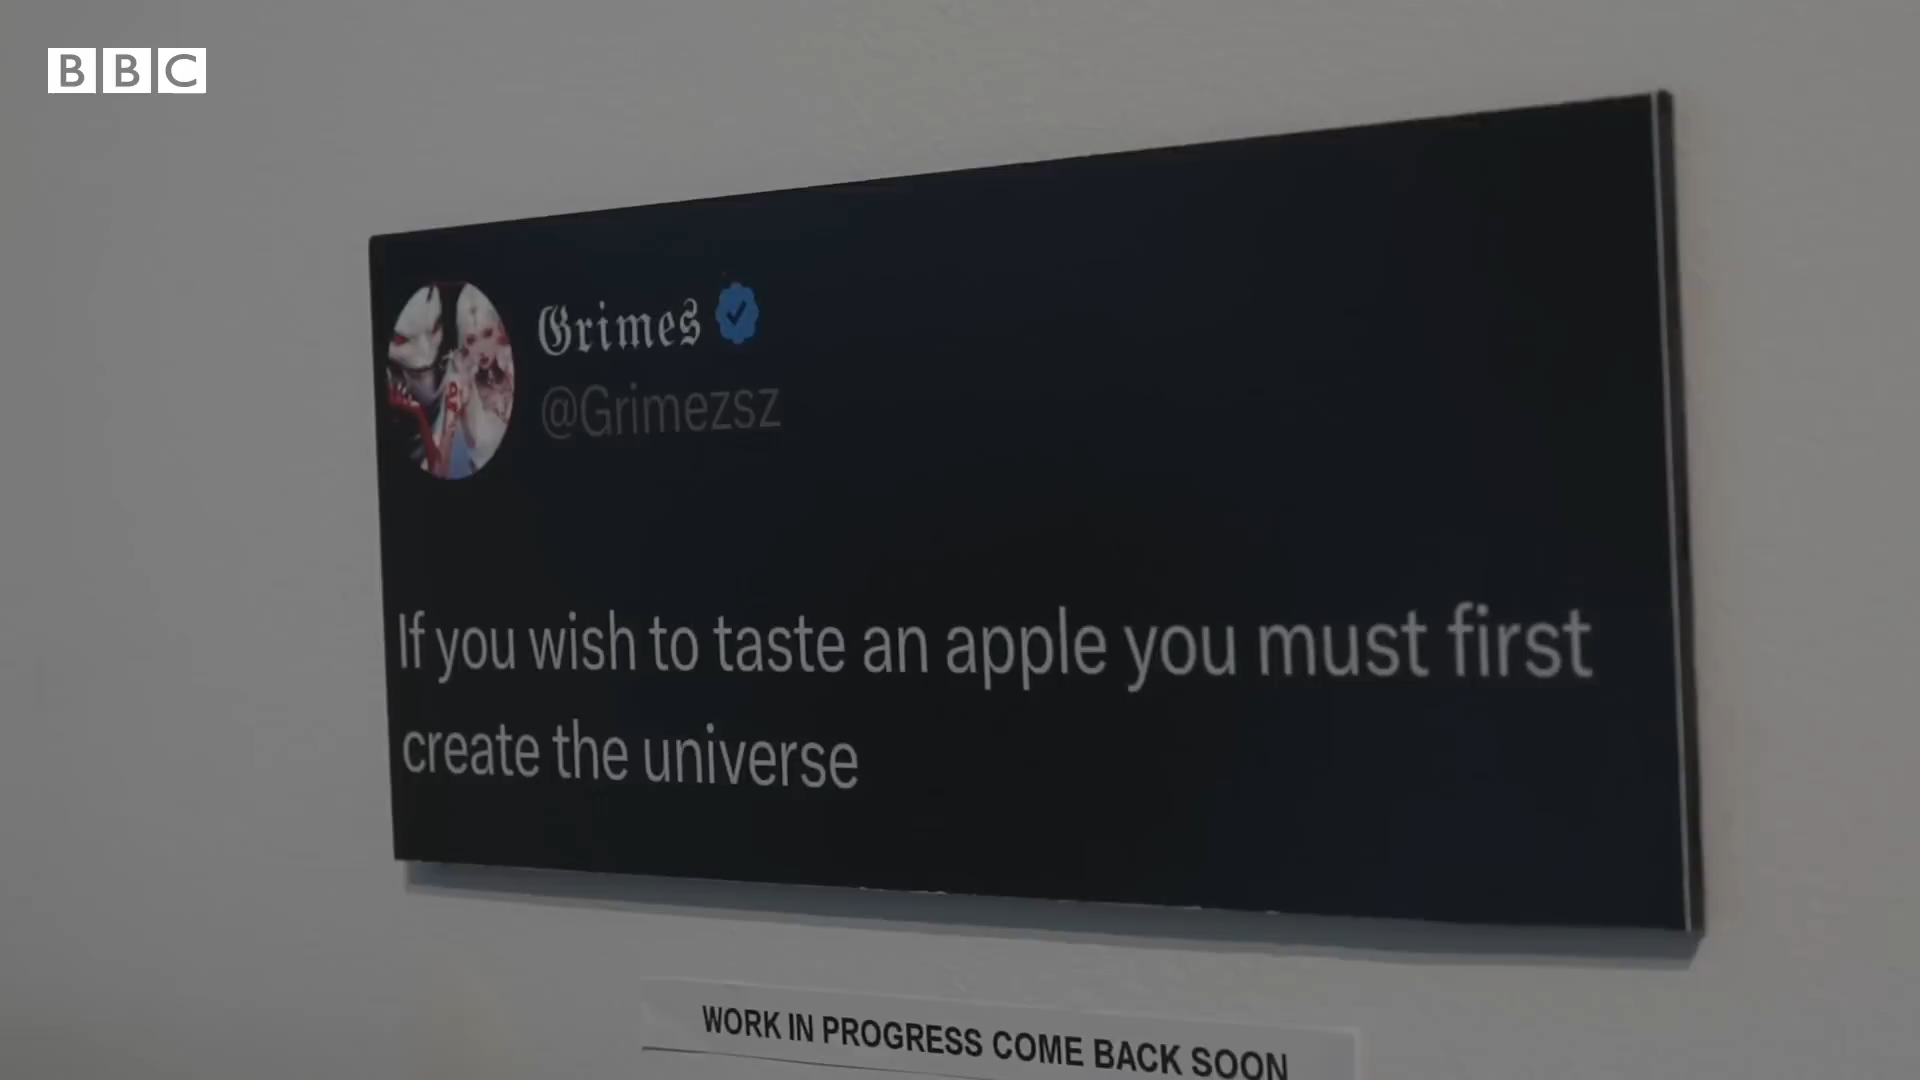 BBC
Grimes
@Grimezsz
If you wish to taste an apple you must first
create the universe
WORK IN PROGRESS COME BACK SOON